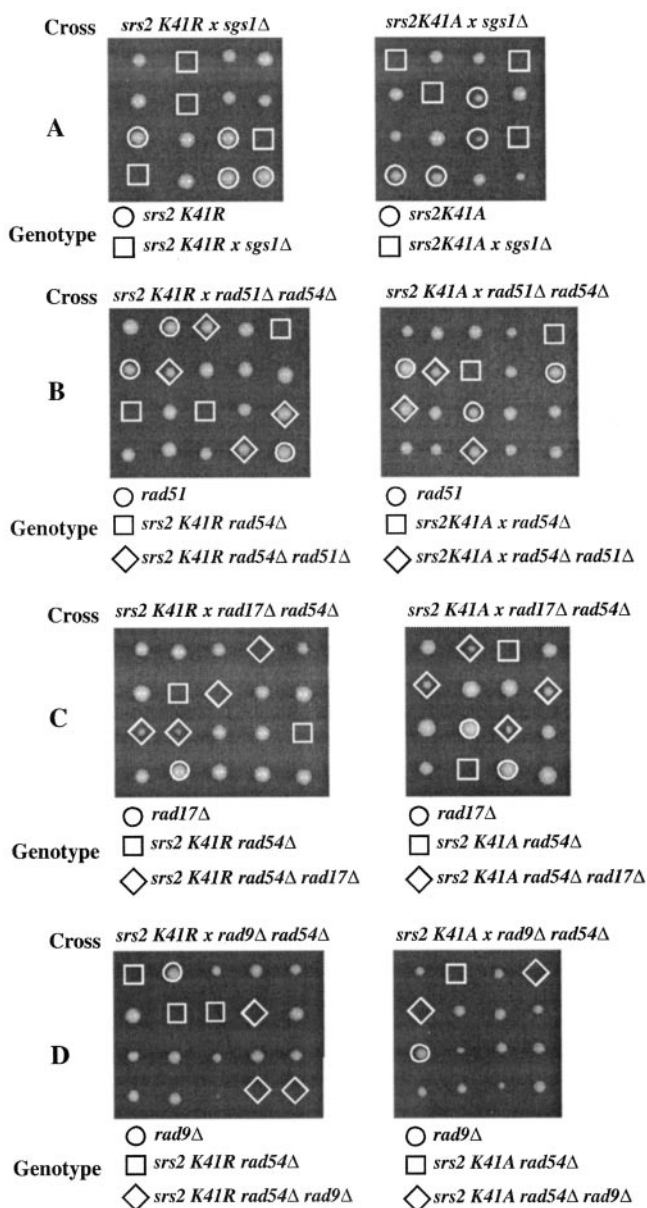 Cross srs2 K41R x sgs1Δ srs2K41A x sgs1Δ
A
Genotype
srs2 K41R
srs2 K41R x sgs1Δ
srs2K41A
srs2K41A x sgs1Δ
Cross srs2 K41R x rad51Δ rad54Δ srs2 K41A x rad51Δ rad54Δ
B
Genotype
rad51
srs2 K41R rad54Δ
srs2 K41R rad54Δ rad51Δ
rad51
srs2K41A x rad54Δ
srs2K41A x rad54Δ rad51Δ
Cross srs2 K41R x rad17Δ rad54Δ srs2 K41A x rad17Δ rad54Δ
C
Genotype
rad17Δ
srs2 K41R rad54Δ
srs2 K41R rad54Δ rad17Δ
rad17Δ
srs2 K41A rad54Δ
srs2 K41A rad54Δ rad17Δ
Cross srs2 K41R x rad9Δ rad54Δ srs2 K41A x rad9Δ rad54Δ
D
Genotype
rad9Δ
srs2 K41R rad54Δ
srs2 K41R rad54Δ rad9Δ
rad9Δ
srs2 K41A rad54Δ
srs2 K41A rad54Δ rad9Δ